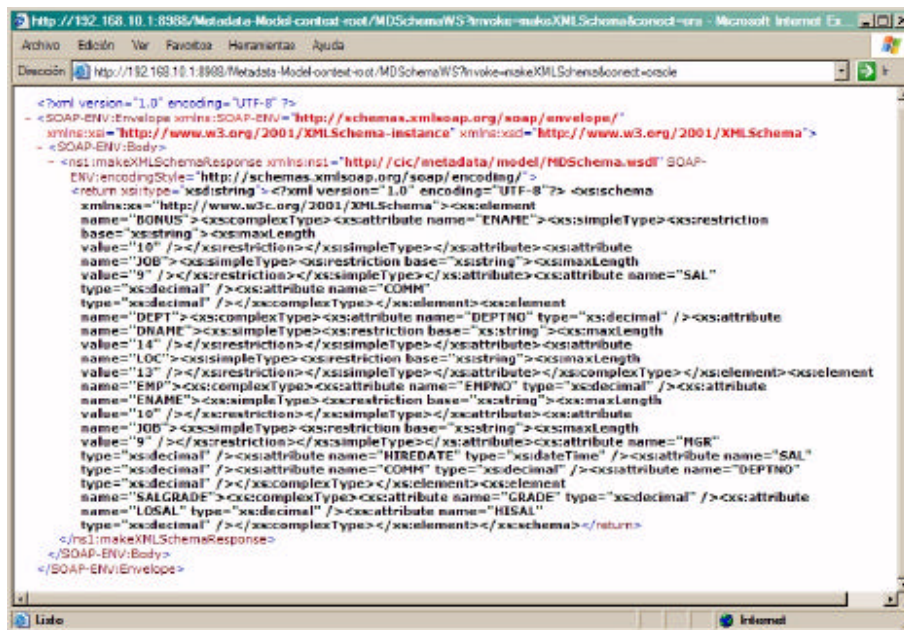 http://192.168.10.1:8988/Metadata-Model-context-root/MDSchemaWS?invoke=makeXMLSchema&conect=ora - Microsoft Internet Ex...
Archivo Edición Ver Favoritos Herramientas Ayuda
Dirección http://192.168.10.1:8988/Metadata-Model-context-root/MDSchemaWS?invoke=makeXMLSchema&conect=oracle Ir
<?xml version="1.0" encoding="UTF-8" ?>
- <SOAP-ENV:Envelope xmlns:SOAP-ENV="http://schemas.xmlsoap.org/soap/envelope/"
xmlns:xsi="http://www.w3.org/2001/XMLSchema-instance" xmlns:xsd="http://www.w3.org/2001/XMLSchema">
- <SOAP-ENV:Body>
- <ns1:makeXMLSchemaResponse xmlns:ns1="http://cic/metadata/model/MDSchema.wsdl" SOAP-
ENV:encodingStyle="http://schemas.xmlsoap.org/soap/encoding/">
<return xsi:type="xsd:string"><?xml version="1.0" encoding="UTF-8"?> <xs:schema
xmlns:xs="http://www.w3c.org/2001/XMLSchema"><xs:element
name="BONUS"><xs:complexType><xs:attribute name="ENAME"><xs:simpleType><xs:restriction
base="xs:string"><xs:maxLength
value="10" /></xs:restriction></xs:simpleType></xs:attribute><xs:attribute
name="JOB"><xs:simpleType><xs:restriction base="xs:string"><xs:maxLength
value="9" /></xs:restriction></xs:simpleType></xs:attribute><xs:attribute name="SAL"
type="xs:decimal" /><xs:attribute name="COMM"
type="xs:decimal" /></xs:complexType></xs:element><xs:element
name="DEPT"><xs:complexType><xs:attribute name="DEPTNO" type="xs:decimal" /><xs:attribute
name="DNAME"><xs:simpleType><xs:restriction base="xs:string"><xs:maxLength
value="14" /></xs:restriction></xs:simpleType></xs:attribute><xs:attribute
name="LOC"><xs:simpleType><xs:restriction base="xs:string"><xs:maxLength
value="13" /></xs:restriction></xs:simpleType></xs:attribute></xs:complexType></xs:element><xs:element
name="EMP"><xs:complexType><xs:attribute name="EMPNO" type="xs:decimal" /><xs:attribute
name="ENAME"><xs:simpleType><xs:restriction base="xs:string"><xs:maxLength
value="10" /></xs:restriction></xs:simpleType></xs:attribute><xs:attribute
name="JOB"><xs:simpleType><xs:restriction base="xs:string"><xs:maxLength
value="9" /></xs:restriction></xs:simpleType></xs:attribute><xs:attribute name="MGR"
type="xs:decimal" /><xs:attribute name="HIREDATE" type="xs:dateTime" /><xs:attribute name="SAL"
type="xs:decimal" /><xs:attribute name="COMM" type="xs:decimal" /><xs:attribute name="DEPTNO"
type="xs:decimal" /></xs:complexType></xs:element><xs:element
name="SALGRADE"><xs:complexType><xs:attribute name="GRADE" type="xs:decimal" /><xs:attribute
name="LOSAL" type="xs:decimal" /><xs:attribute name="HISAL"
type="xs:decimal" /></xs:complexType></xs:element></xs:schema></return>
</ns1:makeXMLSchemaResponse>
</SOAP-ENV:Body>
</SOAP-ENV:Envelope>
Listo Internet